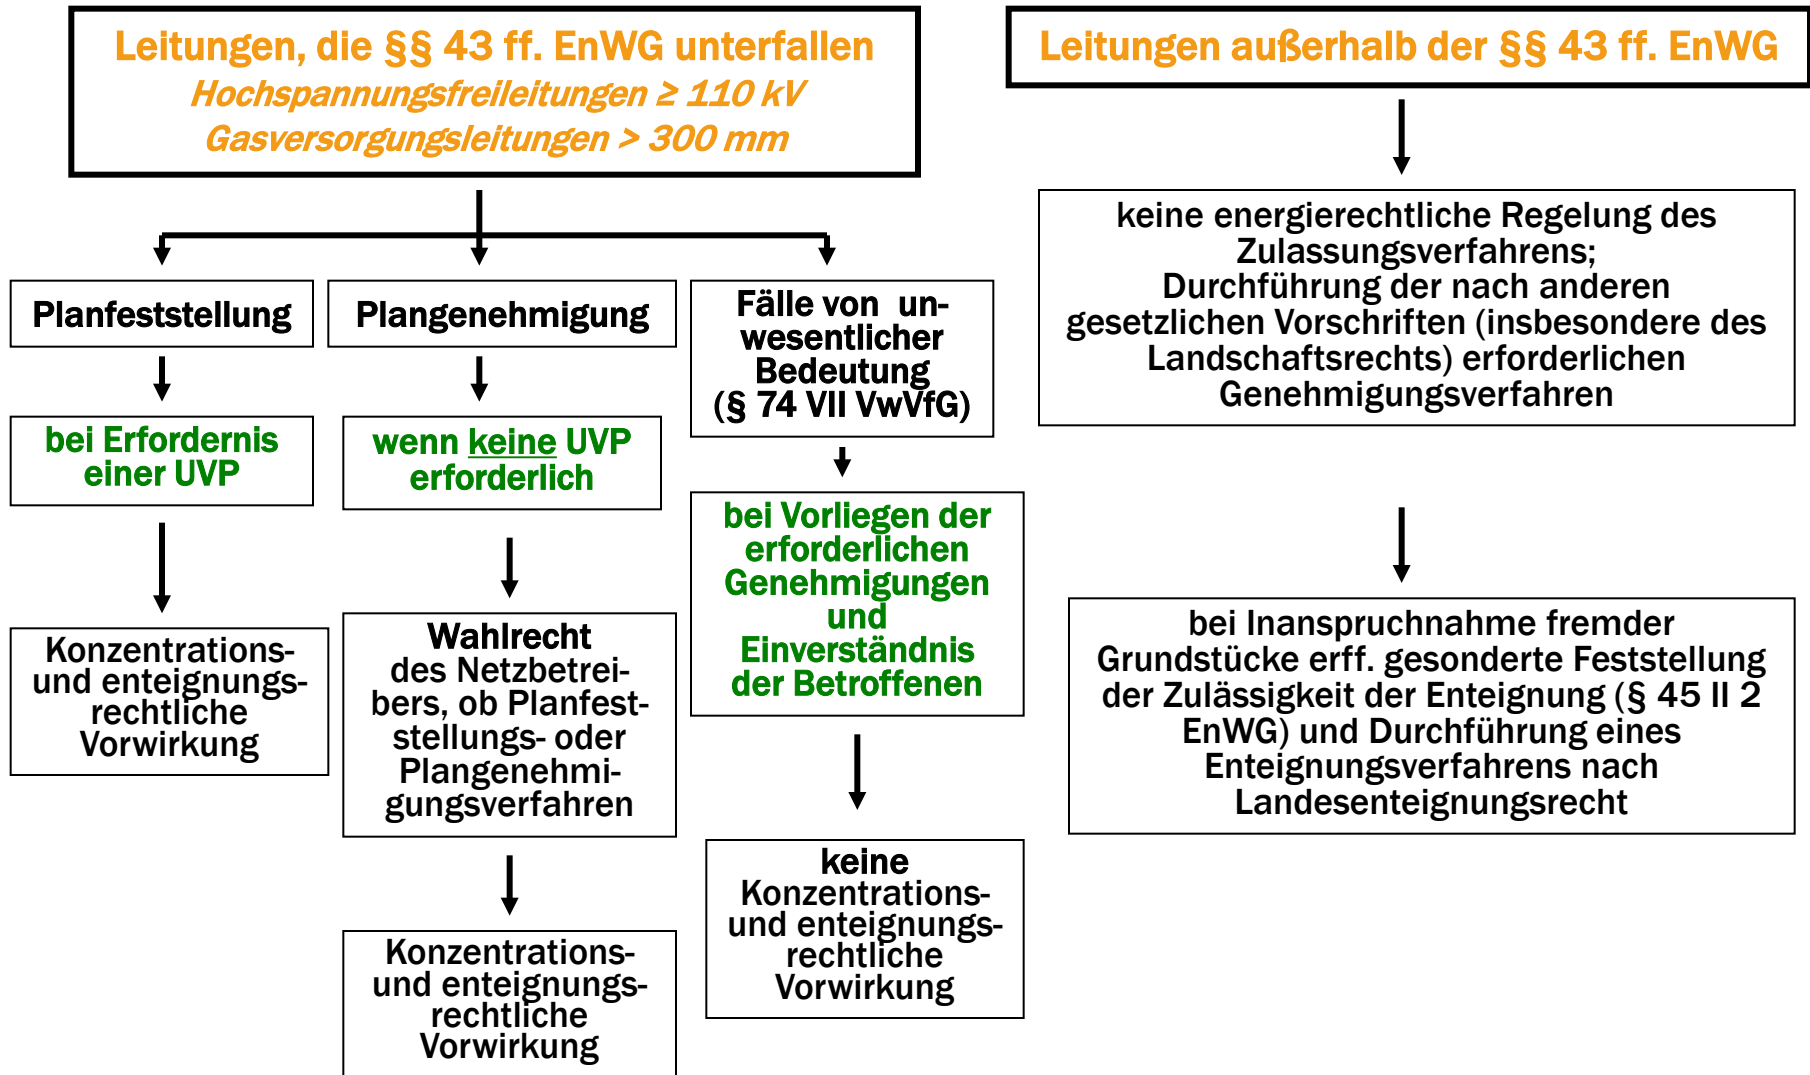 Leitungen, die §§ 43 ff. EnWG unterfallen
Hochspannungsfreileitungen ≥ 110 kV
Gasversorgungsleitungen > 300 mm
Planfeststellung
bei Erfordernis
einer UVP
Konzentrations-
und enteignungs-
rechtliche
Vorwirkung
Plangenehmigung
wenn keine UVP
erforderlich
Wahlrecht
des Netzbetrei-
bers, ob Planfest-
stellungs- oder
Plangenehmi-
gungsverfahren
Konzentrations-
und enteignungs-
rechtliche
Vorwirkung
Fälle von  un-
wesentlicher
Bedeutung
(§ 74 VII VwVfG)
bei Vorliegen der
erforderlichen
Genehmigungen
und
Einverständnis
der Betroffenen
keine
Konzentrations-
und enteignungs-
rechtliche
Vorwirkung
Leitungen außerhalb der §§ 43 ff. EnWG
keine energierechtliche Regelung des
Zulassungsverfahrens;
Durchführung der nach anderen
gesetzlichen Vorschriften (insbesondere des
Landschaftsrechts) erforderlichen
Genehmigungsverfahren
bei Inanspruchnahme fremder
Grundstücke erff. gesonderte Feststellung
der Zulässigkeit der Enteignung (§ 45 II 2
EnWG) und Durchführung eines
Enteignungsverfahrens nach
Landesenteignungsrecht